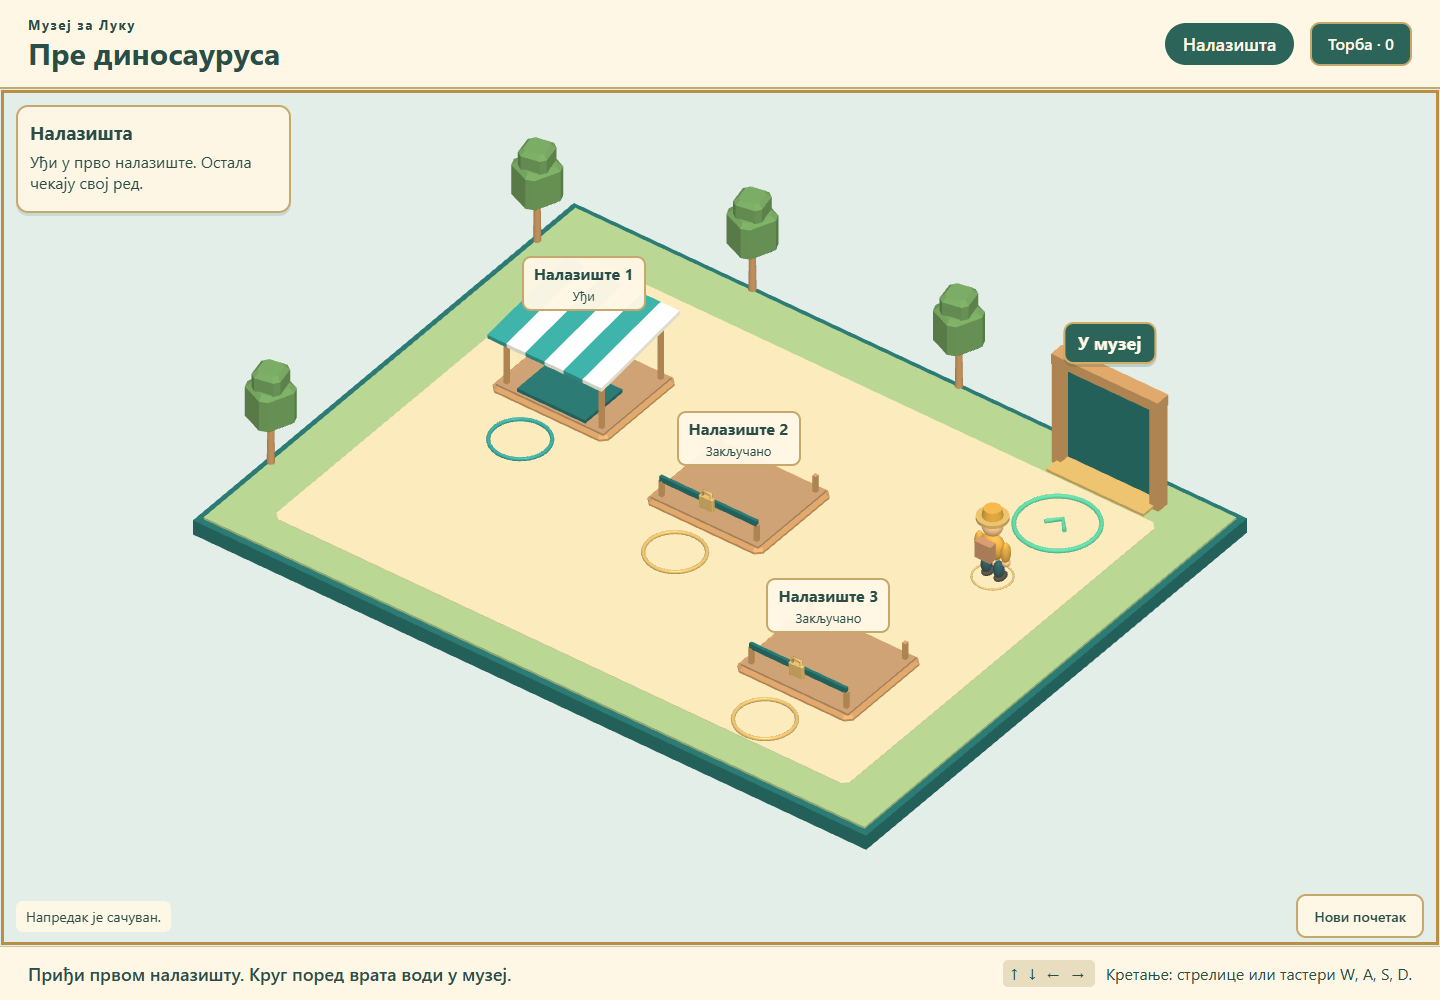 Музеј за Луку
Пре диносауруса
Налазишта
Торба · 0
Налазишта
Уђи у прво налазиште. Остала
чекају свој ред.
Налазиште 1
Уђи
У музеј
Налазиште 2
Закључано
Налазиште 3
Закључано
Напредак је сачуван.
Нови почетак
Приђи првом налазишту. Круг поред врата води у музеј.
↑ ↓ ← → Кретање: стрелице или тастери W, A, S, D.